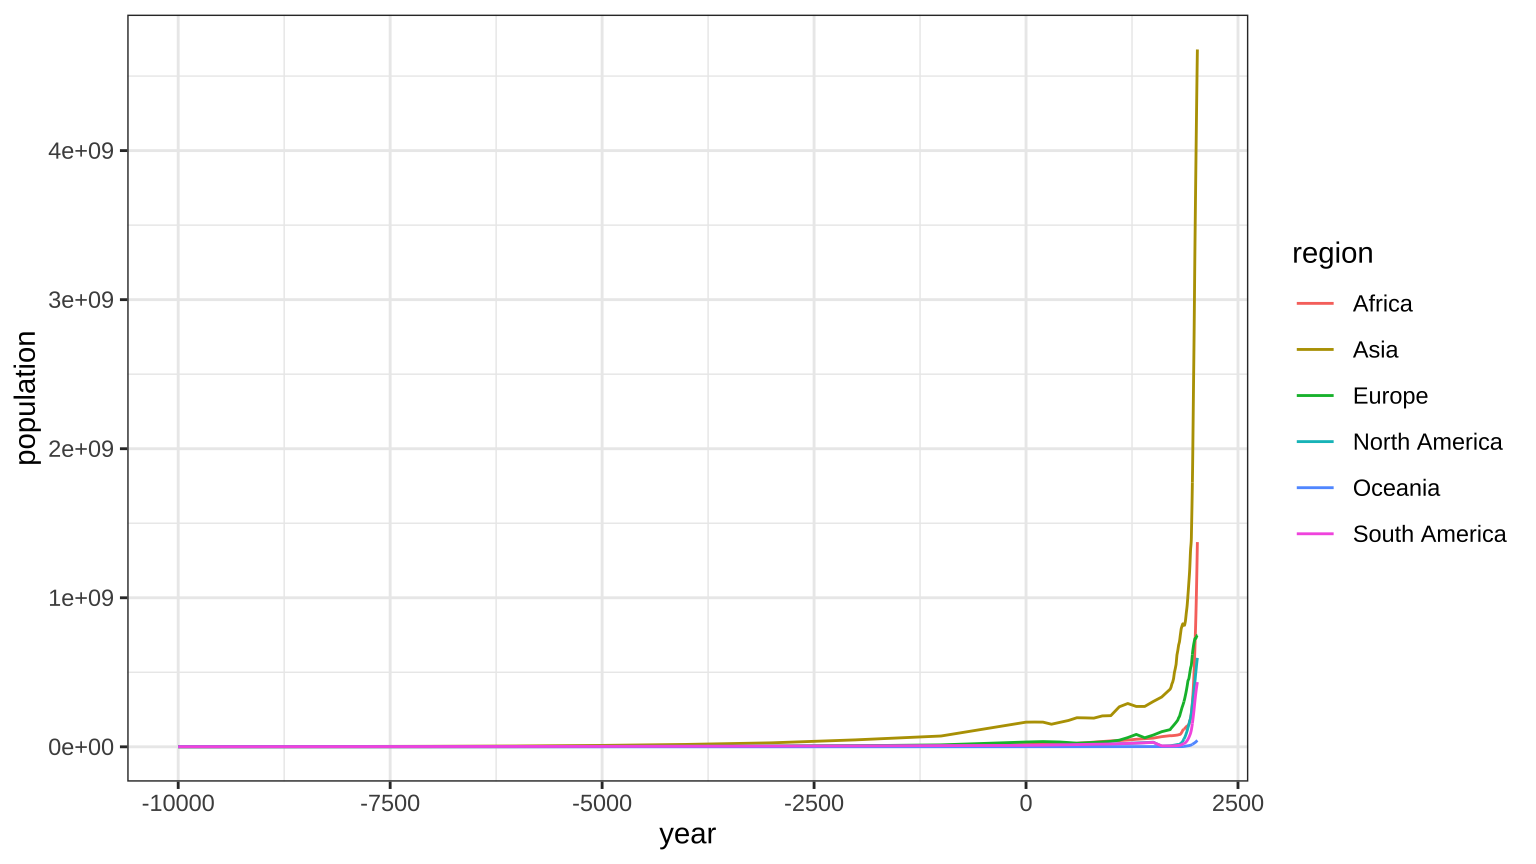 4e+09
3e+09
2e+09
1e+09
0e+00
population
-10000 -7500 -5000 -2500 0 2500
year
region
Africa
Asia
Europe
North America
Oceania
South America